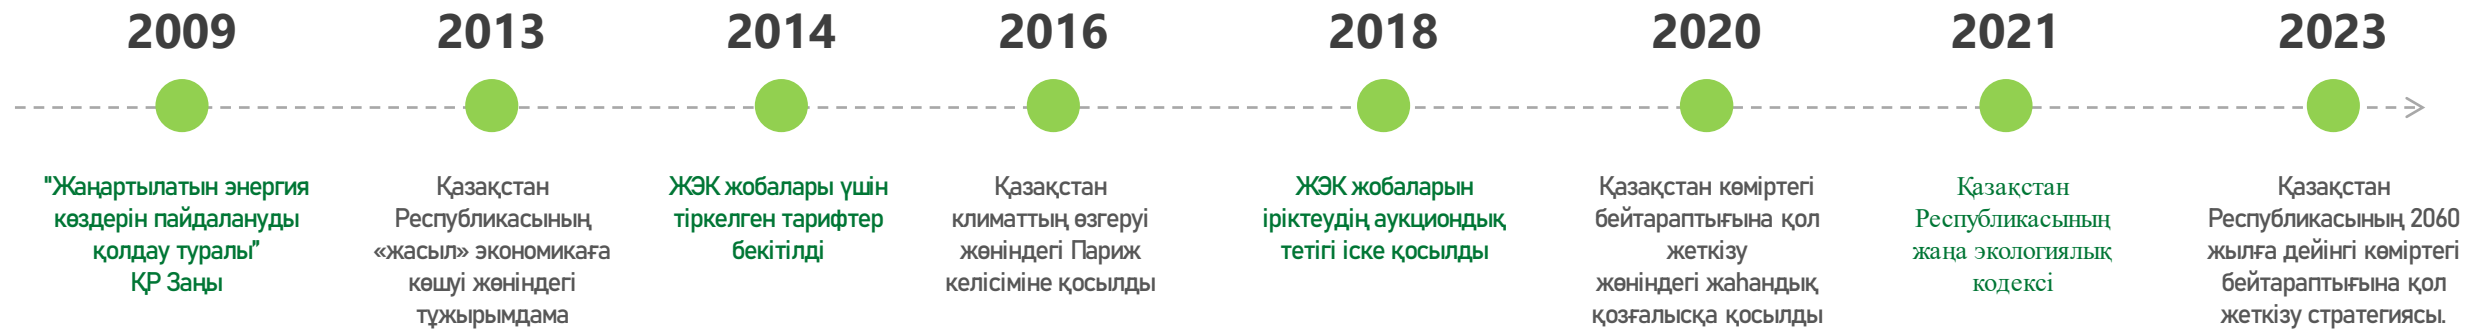 2009
2013
2014
2016
2018
2020
2021
2023
"Жаңартылатын энергия
көздерін пайдалануды
қолдау туралы”
ҚР Заңы
Қазақстан
Республикасының
«жасыл» экономикаға
көшуі жөніндегі
тұжырымдама
ЖЭК жобалары үшін
тіркелген тарифтер
бекітілді
Қазақстан
климаттың өзгеруі
жөніндегі Париж
келісіміне қосылды
ЖЭК жобаларын
іріктеудің аукциондық
тетігі іске қосылды
Қазақстан көміртегі
бейтараптығына қол
жеткізу
жөніндегі жаһандық
қозғалысқа қосылды
Қазақстан
Республикасының
жаңа экологиялық
кодексі
Қазақстан
Республикасының 2060
жылға дейінгі көміртегі
бейтараптығына қол
жеткізу стратегиясы.